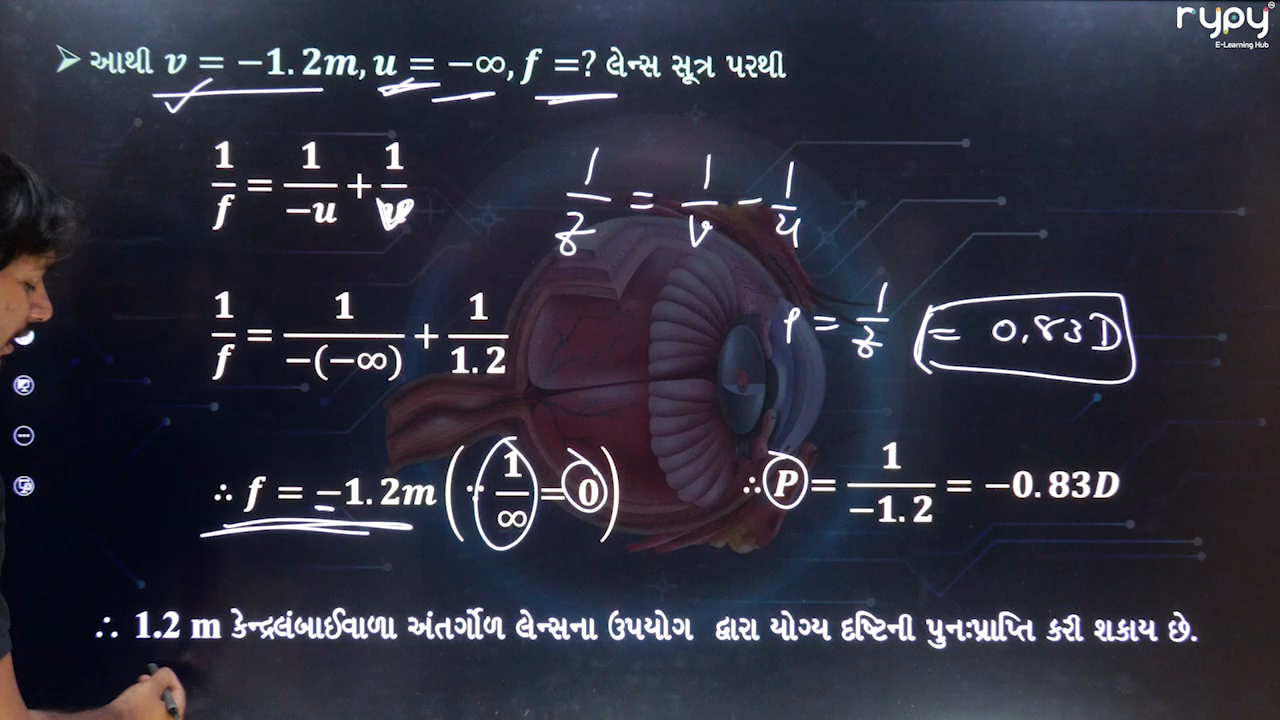 rypy
E-Learning Hub
➤ આથી v = −1.2m, u = −∞, f =? લેન્સ સૂત્ર પરથી
1/f = 1/−u + 1/v
1/f = 1/v − 1/u
1/f = 1/−(−∞) + 1/1.2
P = 1/f = 0.83 D
∴ f = −1.2m (∵ 1/∞ = 0)
∴ P = 1/−1.2 = −0.83D
∴ 1.2 m કેન્દ્રલંબાઈવાળા અંતર્ગોળ લેન્સના ઉપયોગ દ્વારા યોગ્ય દષ્ટિની પુનઃપ્રાપ્તિ કરી શકાય છે.